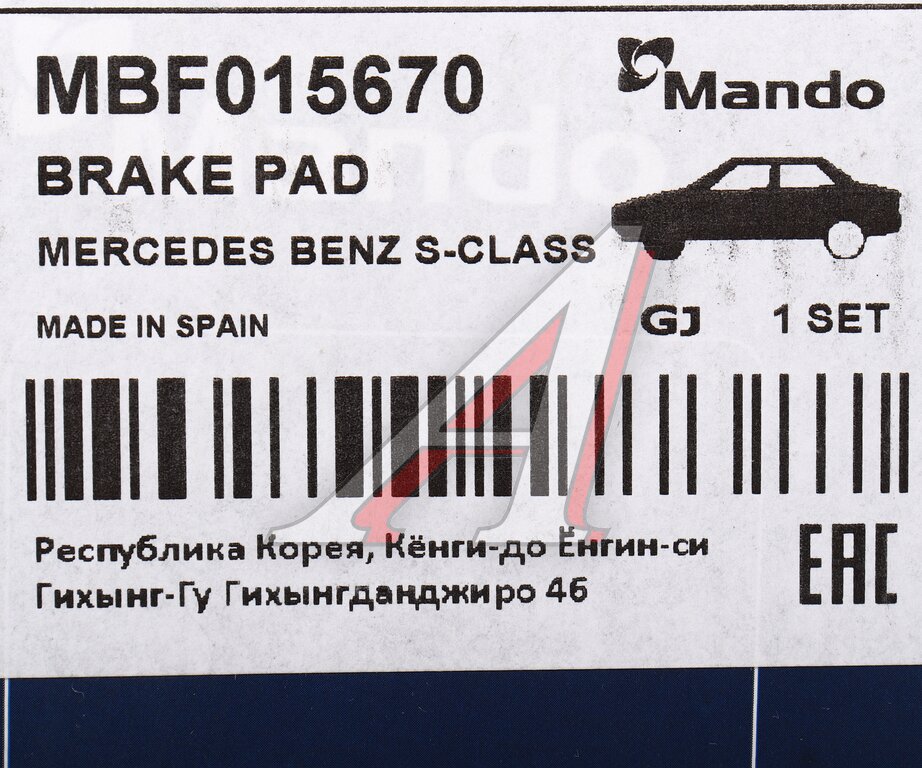 MBF015670
Mando
BRAKE PAD
MERCEDES BENZ S-CLASS
MADE IN SPAIN
GJ 1 SET
Республика Корея, Кёнги-до Ёнгин-си
Гихынг-Гу Гихынгданджиро 46
EAC